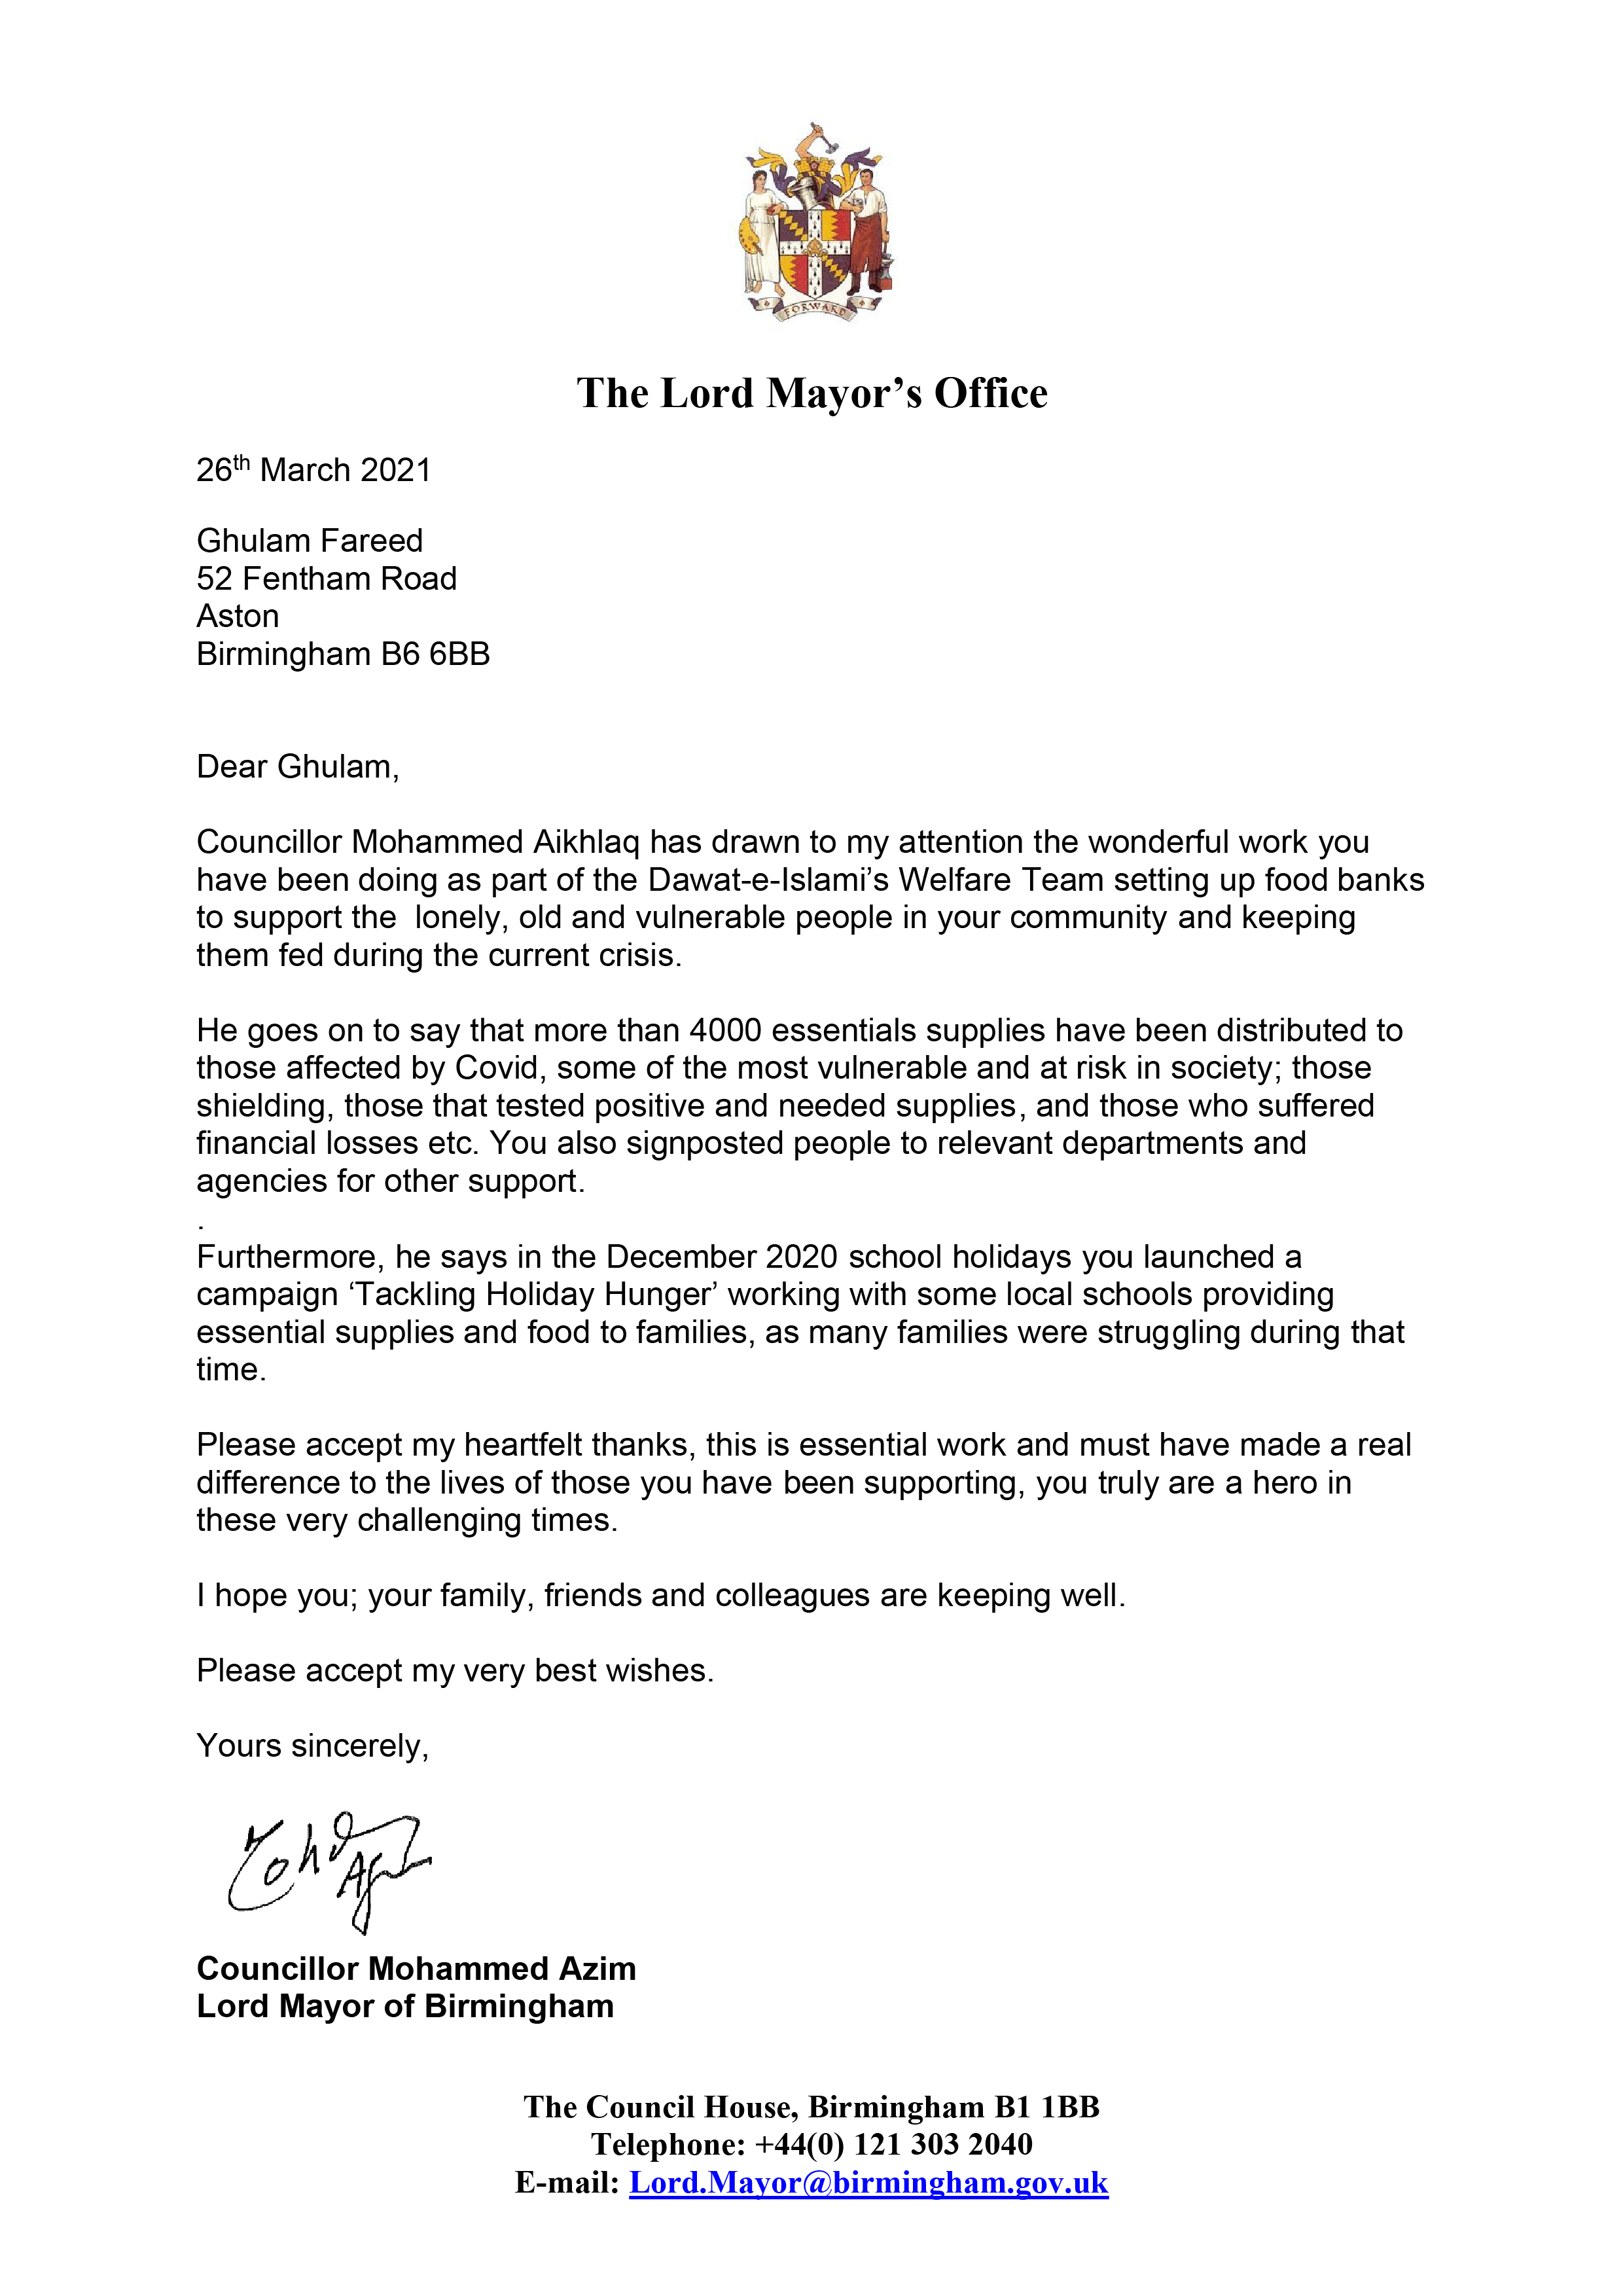 FORWARD
The Lord Mayor’s Office
26th March 2021
Ghulam Fareed
52 Fentham Road
Aston
Birmingham B6 6BB
Dear Ghulam,
Councillor Mohammed Aikhlaq has drawn to my attention the wonderful work you
have been doing as part of the Dawat-e-Islami’s Welfare Team setting up food banks
to support the  lonely, old and vulnerable people in your community and keeping
them fed during the current crisis.
He goes on to say that more than 4000 essentials supplies have been distributed to
those affected by Covid, some of the most vulnerable and at risk in society; those
shielding, those that tested positive and needed supplies, and those who suffered
financial losses etc. You also signposted people to relevant departments and
agencies for other support.
.
Furthermore, he says in the December 2020 school holidays you launched a
campaign ‘Tackling Holiday Hunger’ working with some local schools providing
essential supplies and food to families, as many families were struggling during that
time.
Please accept my heartfelt thanks, this is essential work and must have made a real
difference to the lives of those you have been supporting, you truly are a hero in
these very challenging times.
I hope you; your family, friends and colleagues are keeping well.
Please accept my very best wishes.
Yours sincerely,
Councillor Mohammed Azim
Lord Mayor of Birmingham
The Council House, Birmingham B1 1BB
Telephone: +44(0) 121 303 2040
E-mail: Lord.Mayor@birmingham.gov.uk